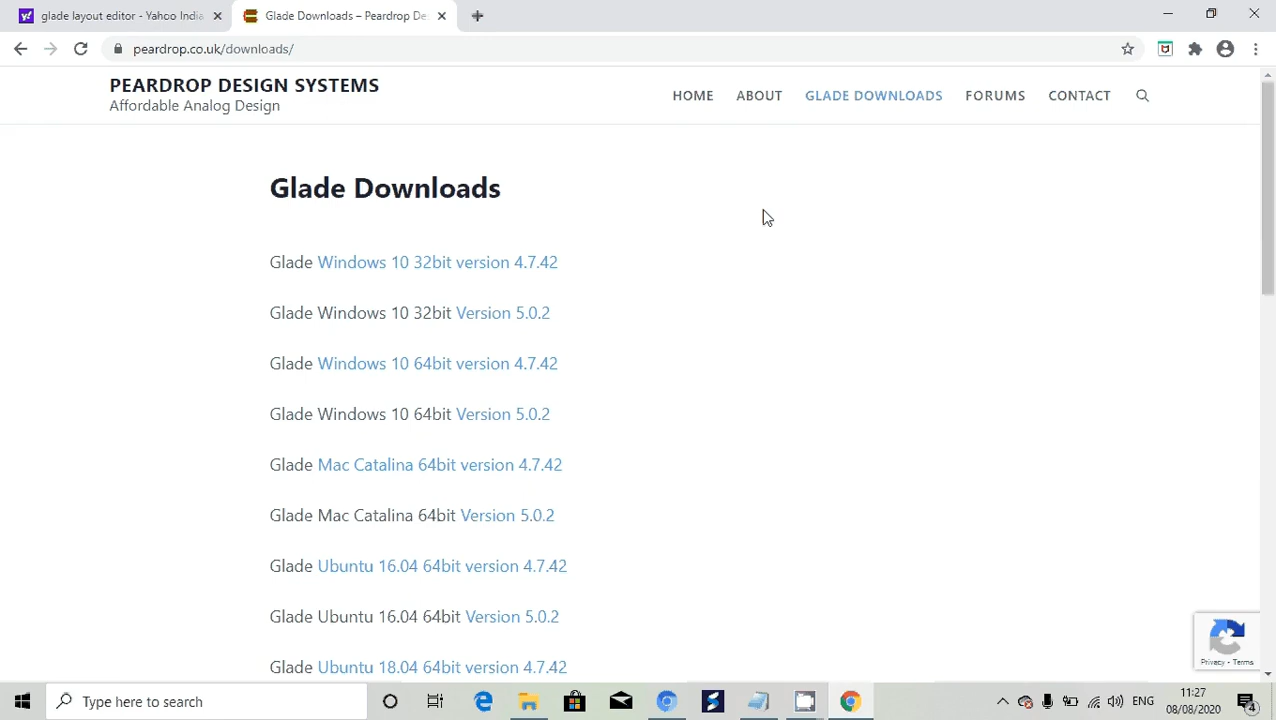 glade layout editor - Yahoo India
Glade Downloads – Peardrop De
peardrop.co.uk/downloads/
PEARDROP DESIGN SYSTEMS
Affordable Analog Design
HOME ABOUT GLADE DOWNLOADS FORUMS CONTACT
Glade Downloads
Glade Windows 10 32bit version 4.7.42
Glade Windows 10 32bit Version 5.0.2
Glade Windows 10 64bit version 4.7.42
Glade Windows 10 64bit Version 5.0.2
Glade Mac Catalina 64bit version 4.7.42
Glade Mac Catalina 64bit Version 5.0.2
Glade Ubuntu 16.04 64bit version 4.7.42
Glade Ubuntu 16.04 64bit Version 5.0.2
Glade Ubuntu 18.04 64bit version 4.7.42
Privacy - Terms
Type here to search
ENG
11:27
08/08/2020
4